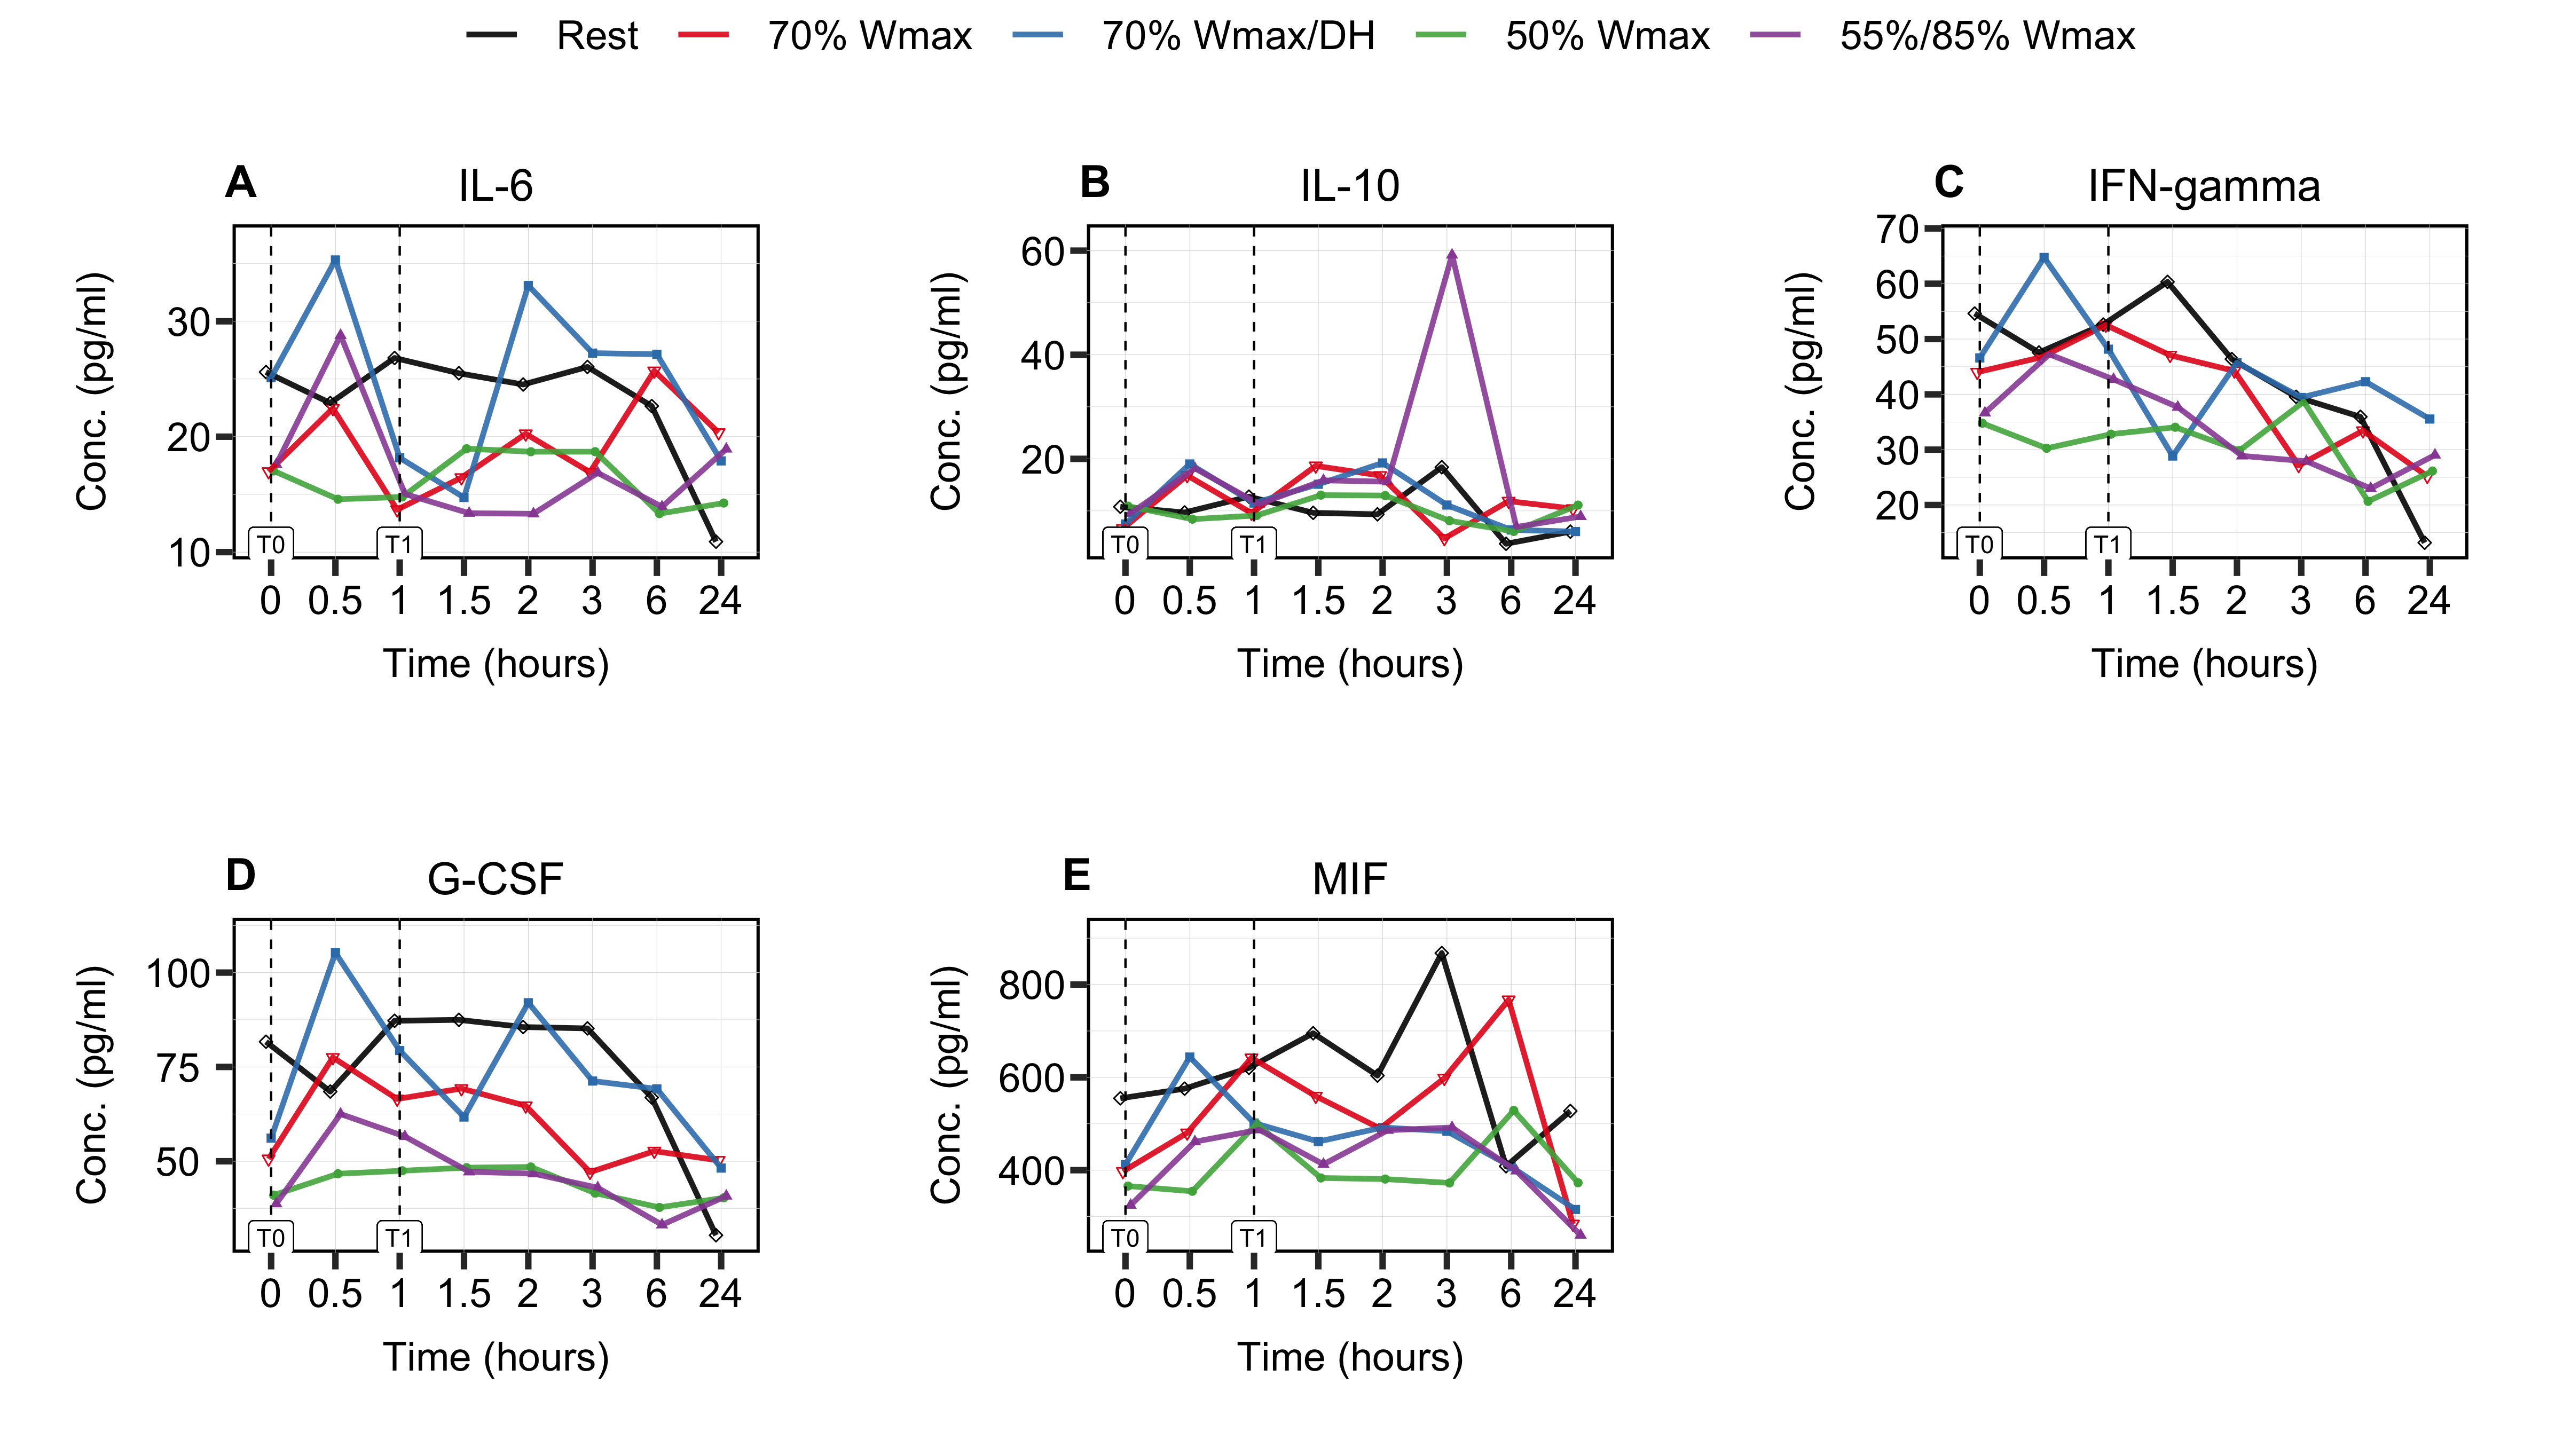 Rest 70% Wmax 70% Wmax/DH 50% Wmax 55%/85% Wmax
A IL-6
Conc. (pg/ml)
30
20
10
T0 T1
0 0.5 1 1.5 2 3 6 24
Time (hours)
B IL-10
Conc. (pg/ml)
60
40
20
T0 T1
0 0.5 1 1.5 2 3 6 24
Time (hours)
C IFN-gamma
Conc. (pg/ml)
70
60
50
40
30
20
T0 T1
0 0.5 1 1.5 2 3 6 24
Time (hours)
D G-CSF
Conc. (pg/ml)
100
75
50
T0 T1
0 0.5 1 1.5 2 3 6 24
Time (hours)
E MIF
Conc. (pg/ml)
800
600
400
T0 T1
0 0.5 1 1.5 2 3 6 24
Time (hours)